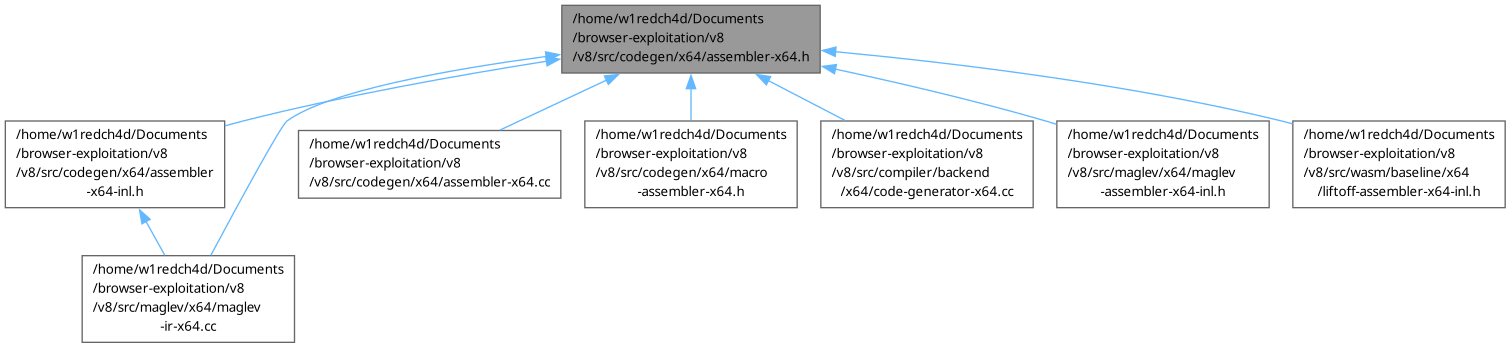 /home/w1redch4d/Documents
/browser-exploitation/v8
/v8/src/codegen/x64/assembler-x64.h
/home/w1redch4d/Documents
/browser-exploitation/v8
/v8/src/codegen/x64/assembler
-x64-inl.h
/home/w1redch4d/Documents
/browser-exploitation/v8
/v8/src/codegen/x64/assembler-x64.cc
/home/w1redch4d/Documents
/browser-exploitation/v8
/v8/src/codegen/x64/macro
-assembler-x64.h
/home/w1redch4d/Documents
/browser-exploitation/v8
/v8/src/compiler/backend
/x64/code-generator-x64.cc
/home/w1redch4d/Documents
/browser-exploitation/v8
/v8/src/maglev/x64/maglev
-assembler-x64-inl.h
/home/w1redch4d/Documents
/browser-exploitation/v8
/v8/src/wasm/baseline/x64
/liftoff-assembler-x64-inl.h
/home/w1redch4d/Documents
/browser-exploitation/v8
/v8/src/maglev/x64/maglev
-ir-x64.cc